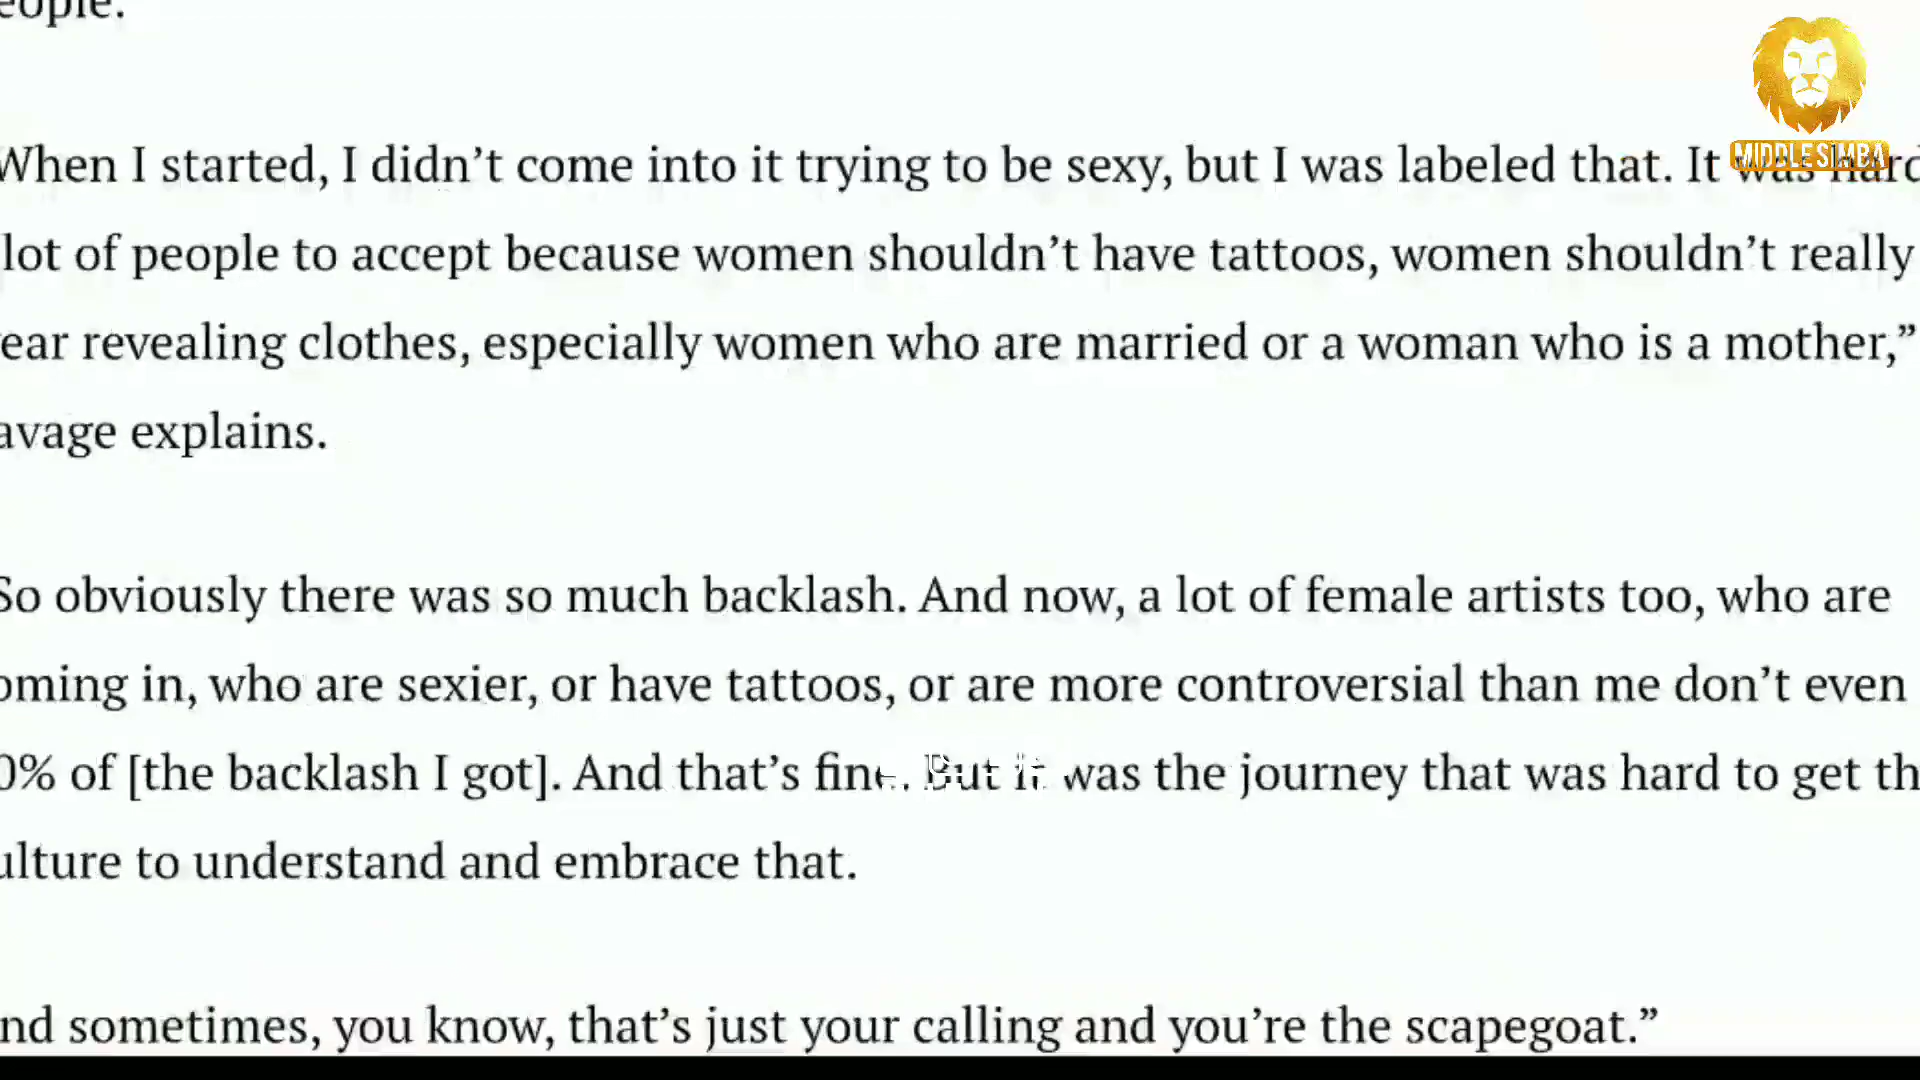 eople.
MIDDLE SIMBA
When I started, I didn’t come into it trying to be sexy, but I was labeled that. It was hard
lot of people to accept because women shouldn’t have tattoos, women shouldn’t really
ear revealing clothes, especially women who are married or a woman who is a mother,”
avage explains.
So obviously there was so much backlash. And now, a lot of female artists too, who are
oming in, who are sexier, or have tattoos, or are more controversial than me don’t even
0% of [the backlash I got]. And that’s fine. But it was the journey that was hard to get th
ulture to understand and embrace that.
nd sometimes, you know, that’s just your calling and you’re the scapegoat.”